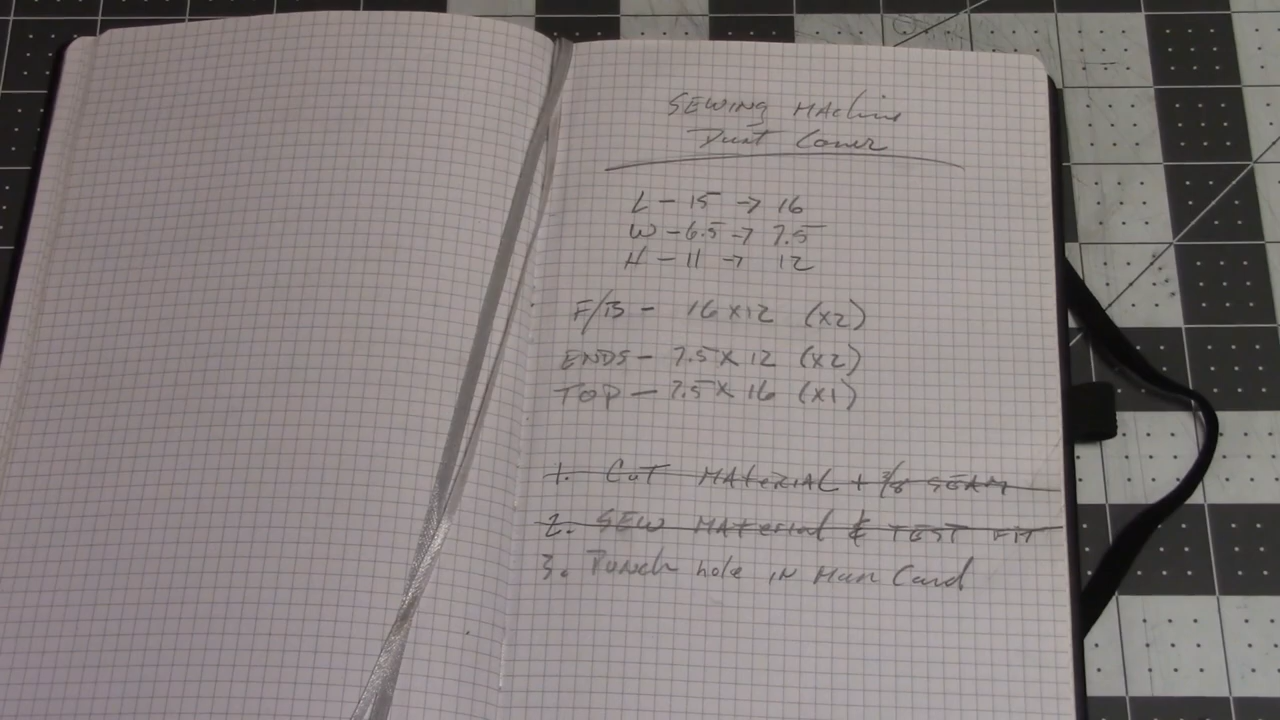 SEWING MAchine
Dust Cover
L - 15 -> 16
W - 6.5 -> 7.5
H - 11 -> 12
F/B - 16 x 12 (x2)
ENDS - 7.5 x 12 (x2)
TOP - 7.5 x 16 (x1)
1. CuT MATERIAL + 3/8 SEAM
2. SEW MATerial & TEST FIT
3. Punch hole IN Man Card